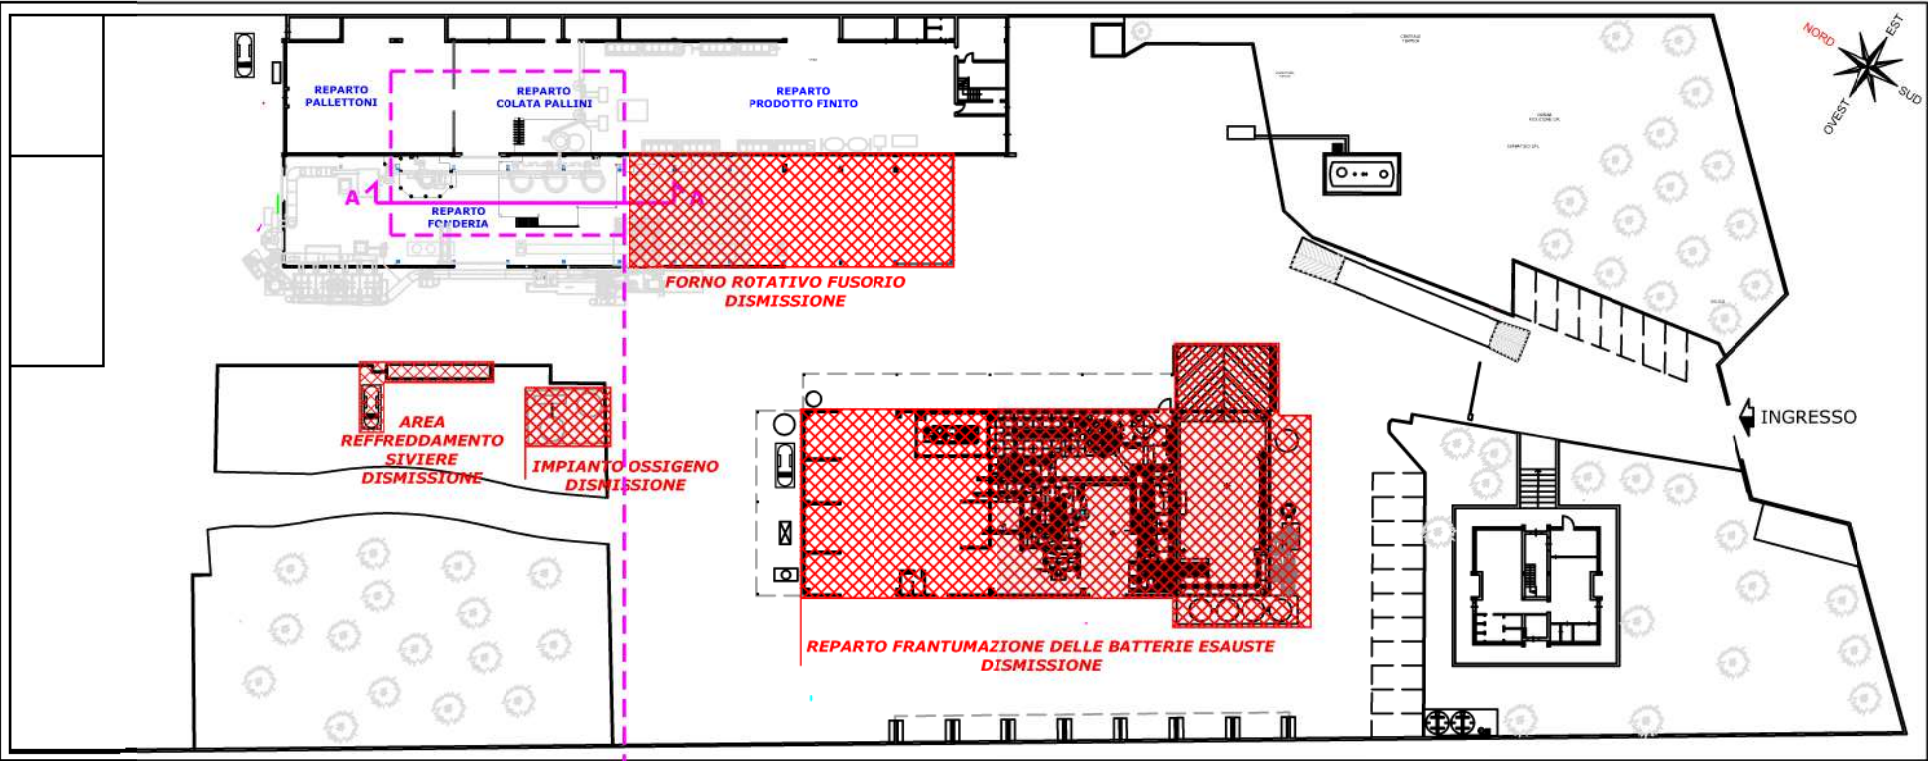 NORD
EST
SUD
OVEST
REPARTO
PALLETTONI
REPARTO
COLATA PALLINI
REPARTO
PRODOTTO FINITO
A
A
REPARTO
FONDERIA
FORNO ROTATIVO FUSORIO
DISMISSIONE
AREA
REFFREDDAMENTO
SIVIERE
DISMISSIONE
IMPIANTO OSSIGENO
DISMISSIONE
INGRESSO
REPARTO FRANTUMAZIONE DELLE BATTERIE ESAUSTE
DISMISSIONE